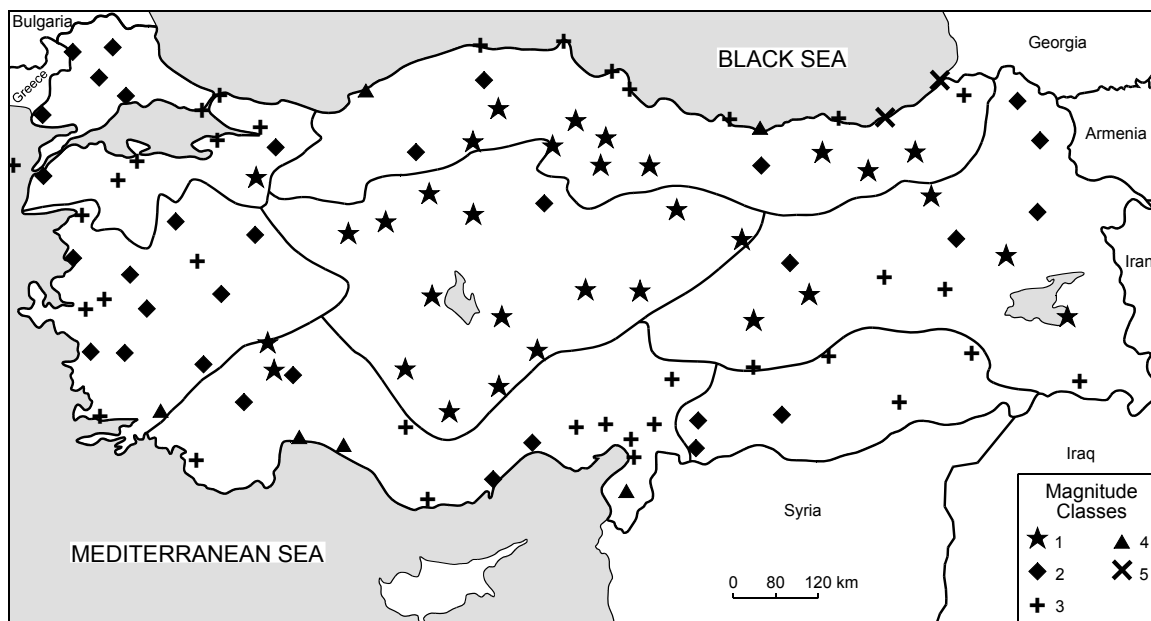 Bulgaria
Greece
BLACK SEA
Georgia
Armenia
Iran
Iraq
Syria
MEDITERRANEAN SEA
0 80 120 km
Magnitude
Classes
1 4
2 5
3